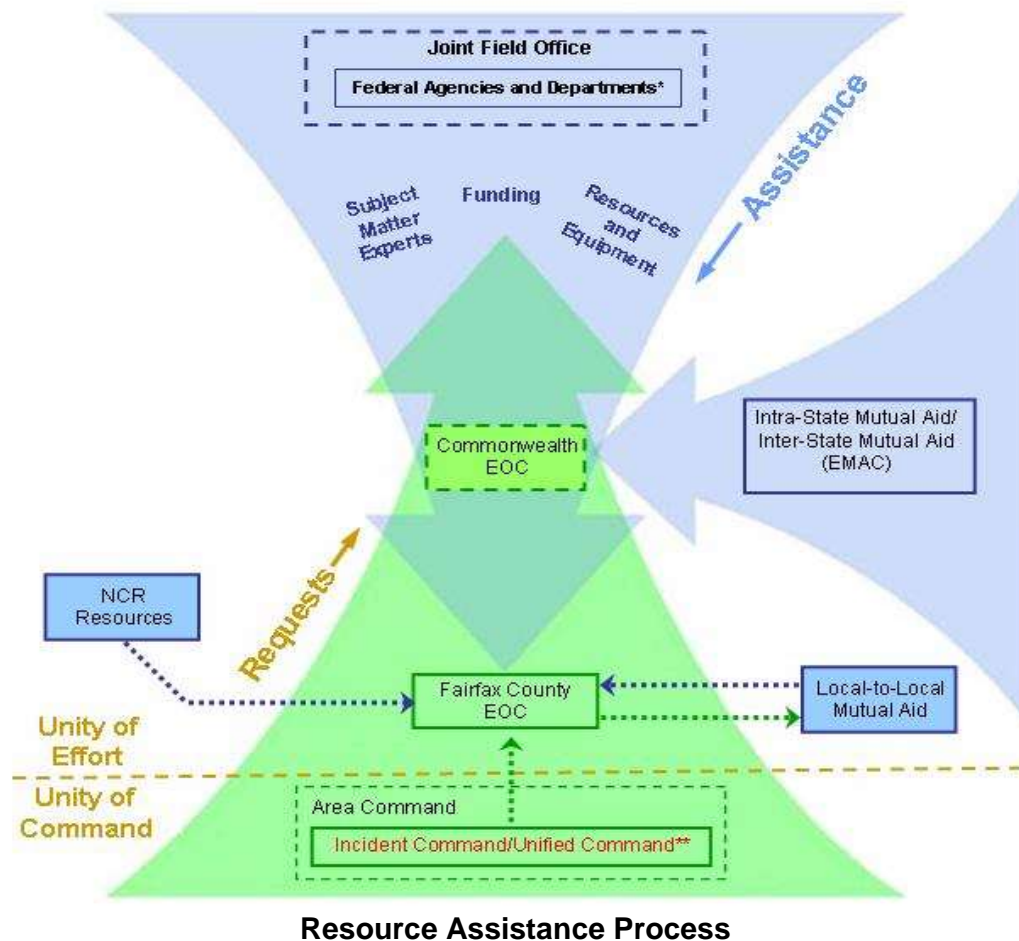 Joint Field Office
Federal Agencies and Departments*
Assistance
Subject
Matter
Experts
Funding
Resources
and
Equipment
Commonwealth
EOC
Intra-State Mutual Aid/
Inter-State Mutual Aid
(EMAC)
Requests
NCR
Resources
Fairfax County
EOC
Local-to-Local
Mutual Aid
Unity of
Effort
Unity of
Command
Area Command
Incident Command/Unified Command**
Resource Assistance Process